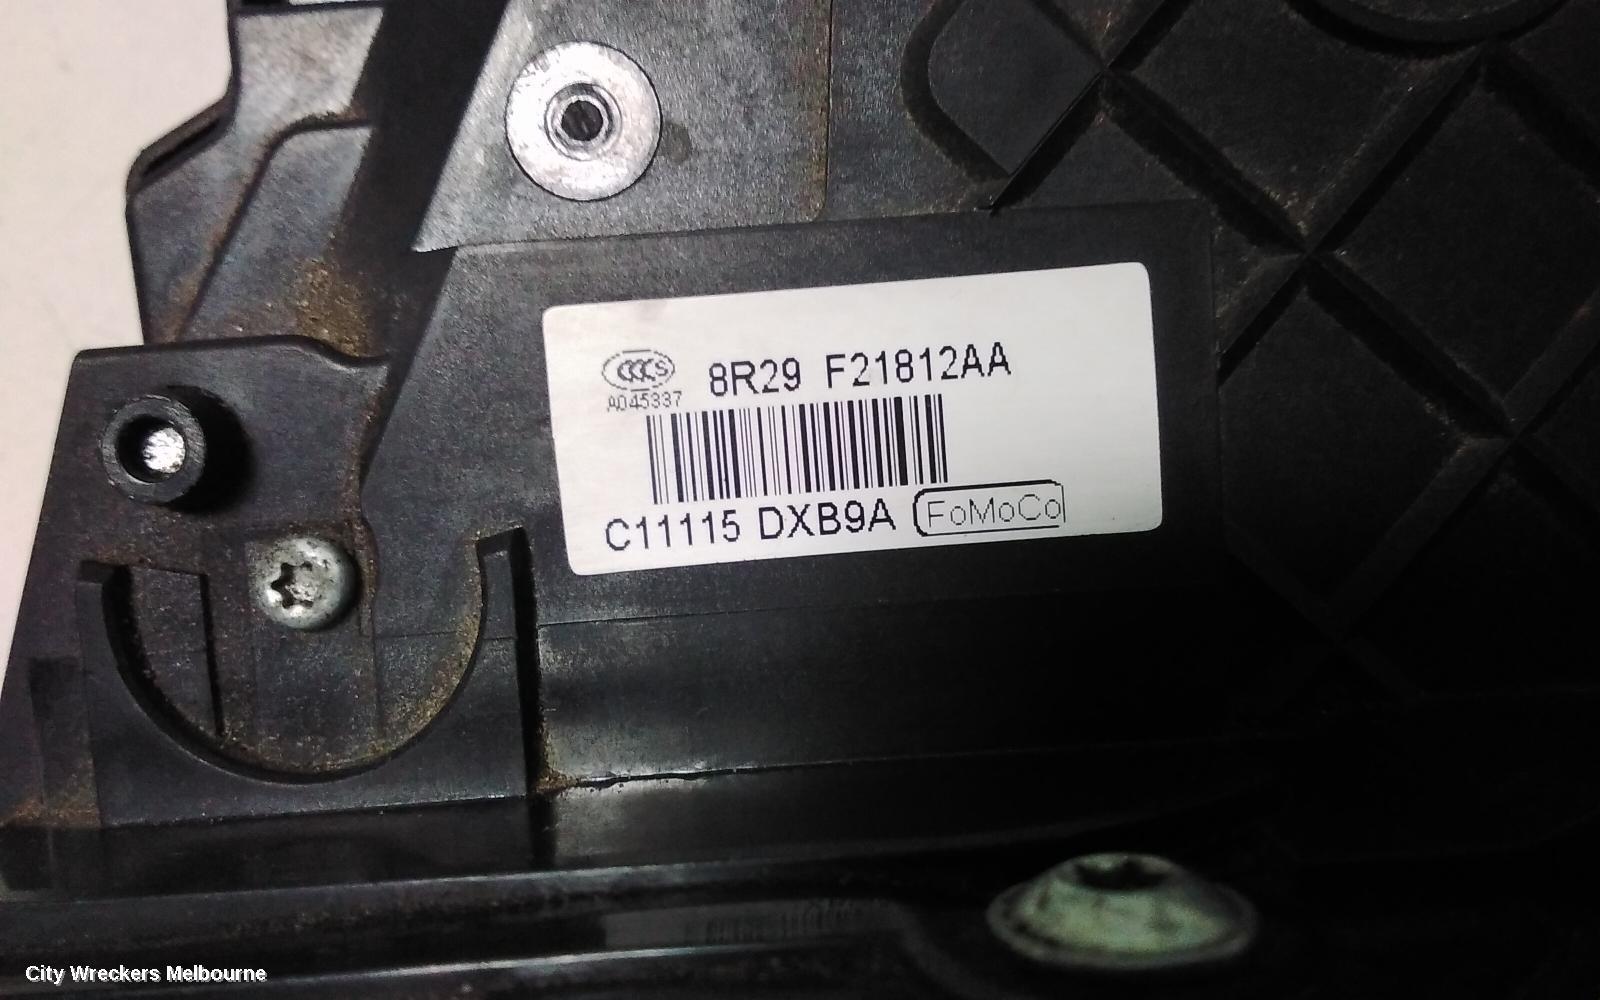 CCC S
A045337
8R29 F21812AA
C11115 DXB9A FoMoCo
City Wreckers Melbourne